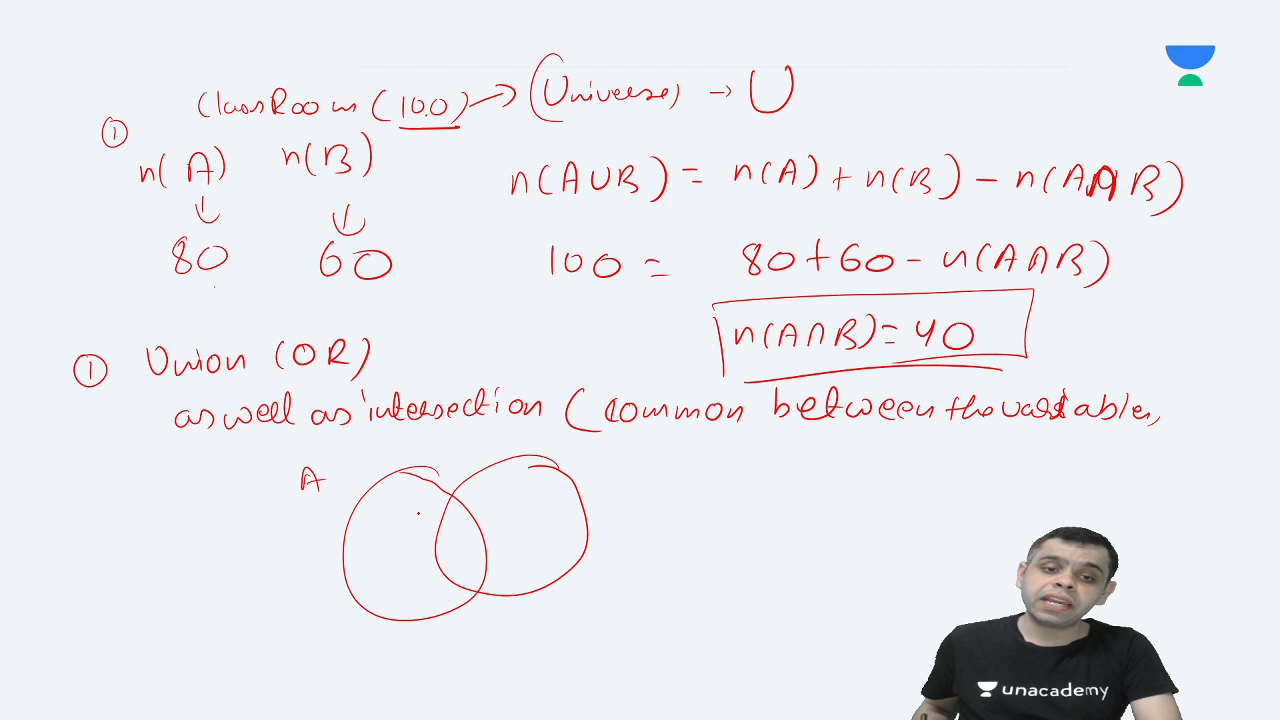 ClassRoom (100) → (Universe) → U
①
n(A) n(B)
↓ ↓
80 60
n(A∪B) = n(A) + n(B) - n(A∩B)
100 = 80+60 - n(A∩B)
n(A∩B) = 40
① Union (OR)
as well as intersection (common between the variables,
A
unacademy